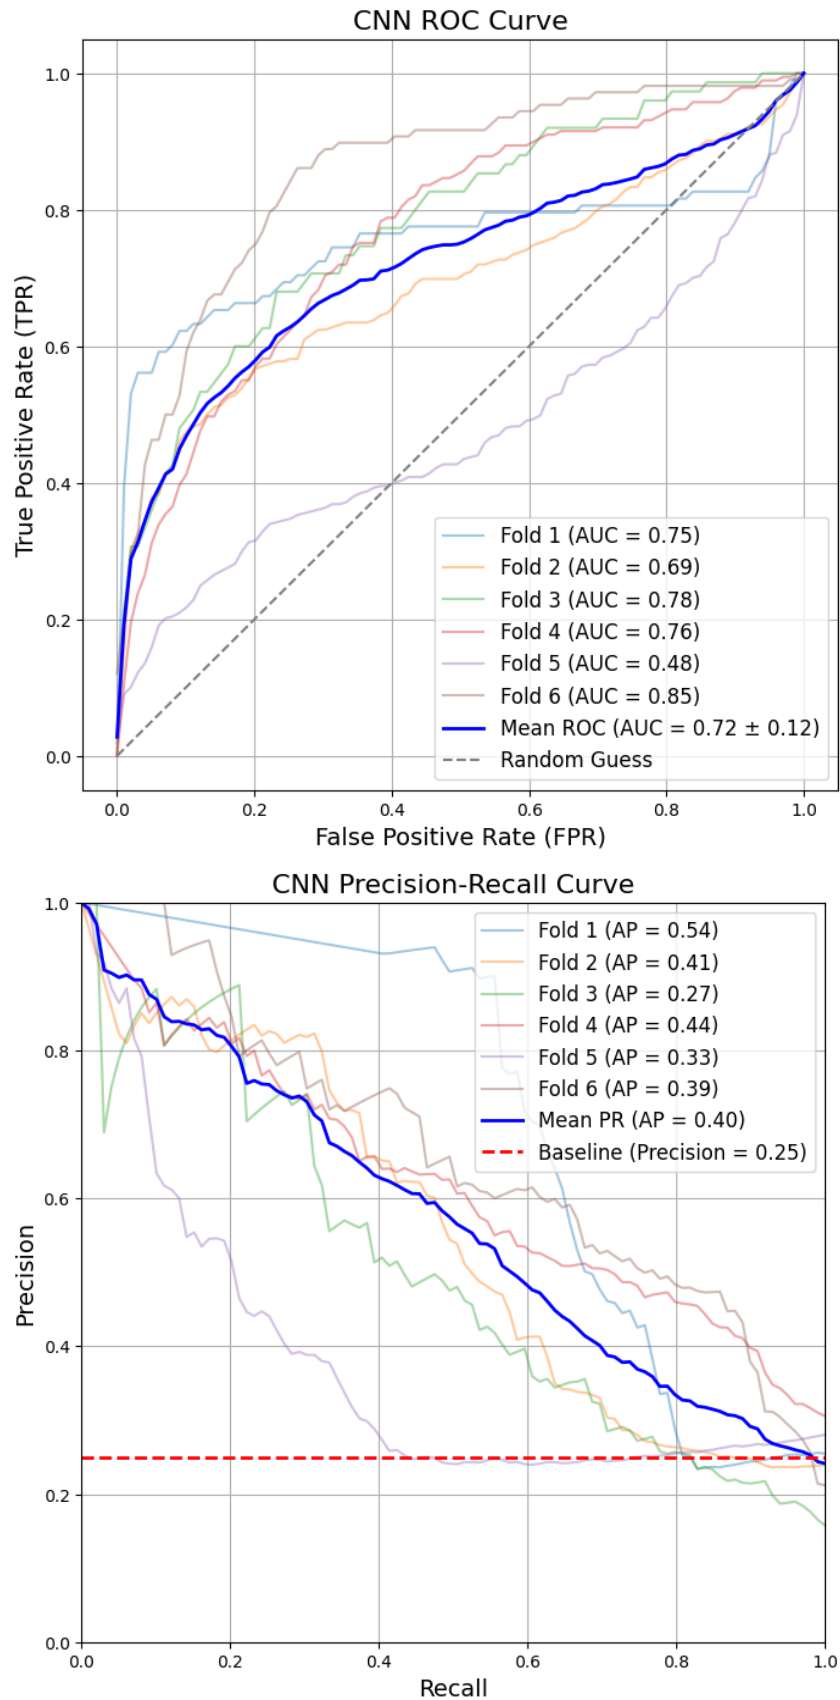 CNN ROC Curve
1.0
0.8
0.6
0.4
0.2
0.0
True Positive Rate (TPR)
Fold 1 (AUC = 0.75)
Fold 2 (AUC = 0.69)
Fold 3 (AUC = 0.78)
Fold 4 (AUC = 0.76)
Fold 5 (AUC = 0.48)
Fold 6 (AUC = 0.85)
Mean ROC (AUC = 0.72 ± 0.12)
Random Guess
0.0 0.2 0.4 0.6 0.8 1.0
False Positive Rate (FPR)
CNN Precision-Recall Curve
1.0
0.8
0.6
0.4
0.2
0.0
Precision
Fold 1 (AP = 0.54)
Fold 2 (AP = 0.41)
Fold 3 (AP = 0.27)
Fold 4 (AP = 0.44)
Fold 5 (AP = 0.33)
Fold 6 (AP = 0.39)
Mean PR (AP = 0.40)
Baseline (Precision = 0.25)
0.0 0.2 0.4 0.6 0.8 1.0
Recall